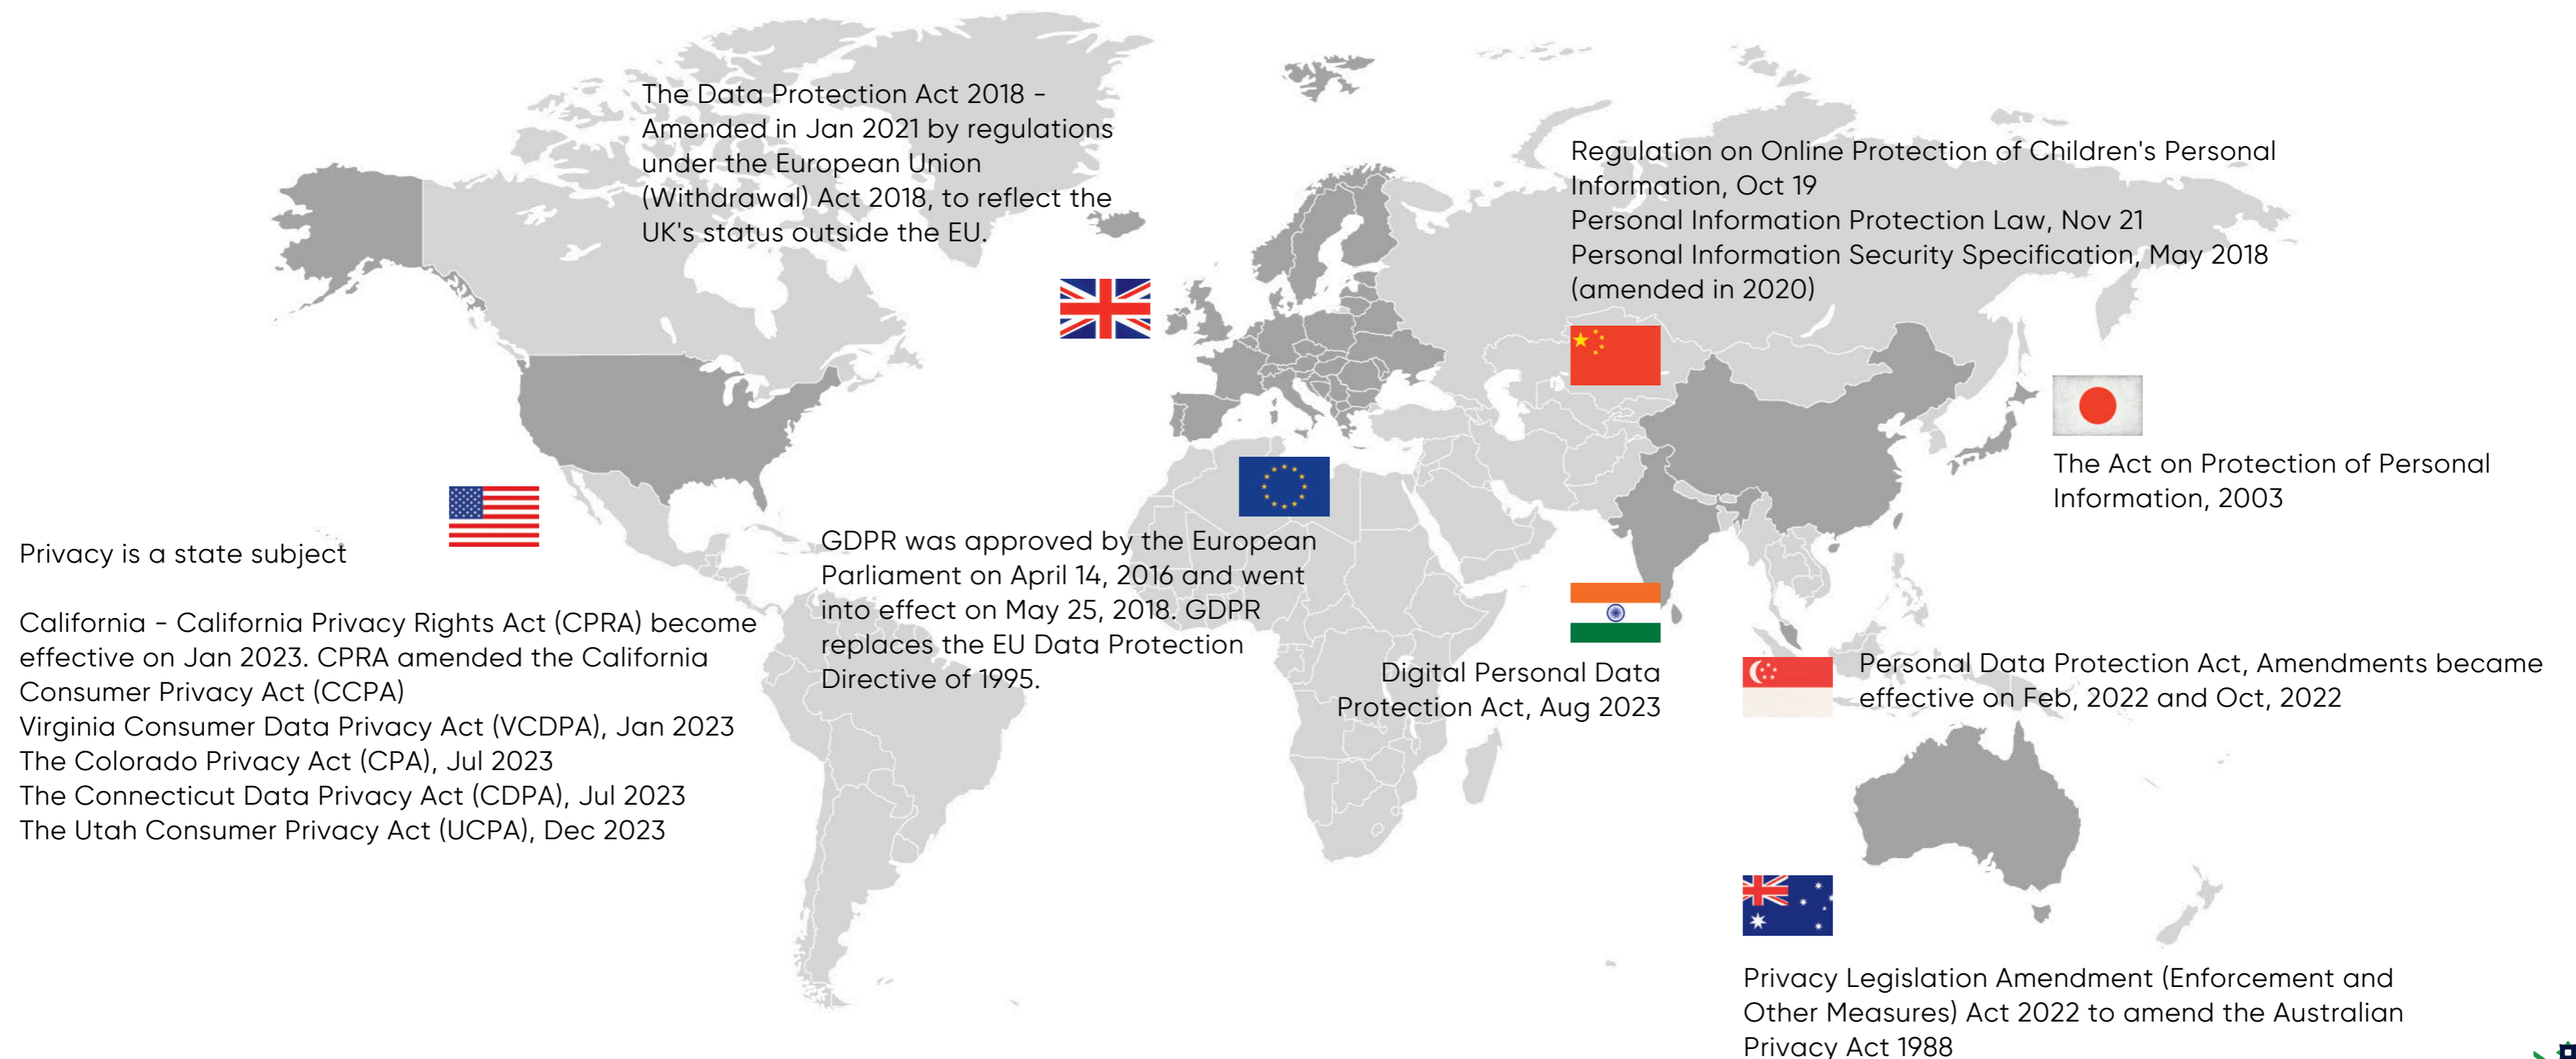 The Data Protection Act 2018 -
Amended in Jan 2021 by regulations
under the European Union
(Withdrawal) Act 2018, to reflect the
UK's status outside the EU.
Regulation on Online Protection of Children's Personal
Information, Oct 19
Personal Information Protection Law, Nov 21
Personal Information Security Specification, May 2018
(amended in 2020)
The Act on Protection of Personal
Information, 2003
Privacy is a state subject
California - California Privacy Rights Act (CPRA) become
effective on Jan 2023. CPRA amended the California
Consumer Privacy Act (CCPA)
Virginia Consumer Data Privacy Act (VCDPA), Jan 2023
The Colorado Privacy Act (CPA), Jul 2023
The Connecticut Data Privacy Act (CDPA), Jul 2023
The Utah Consumer Privacy Act (UCPA), Dec 2023
GDPR was approved by the European
Parliament on April 14, 2016 and went
into effect on May 25, 2018. GDPR
replaces the EU Data Protection
Directive of 1995.
Digital Personal Data
Protection Act, Aug 2023
Personal Data Protection Act, Amendments became
effective on Feb, 2022 and Oct, 2022
Privacy Legislation Amendment (Enforcement and
Other Measures) Act 2022 to amend the Australian
Privacy Act 1988